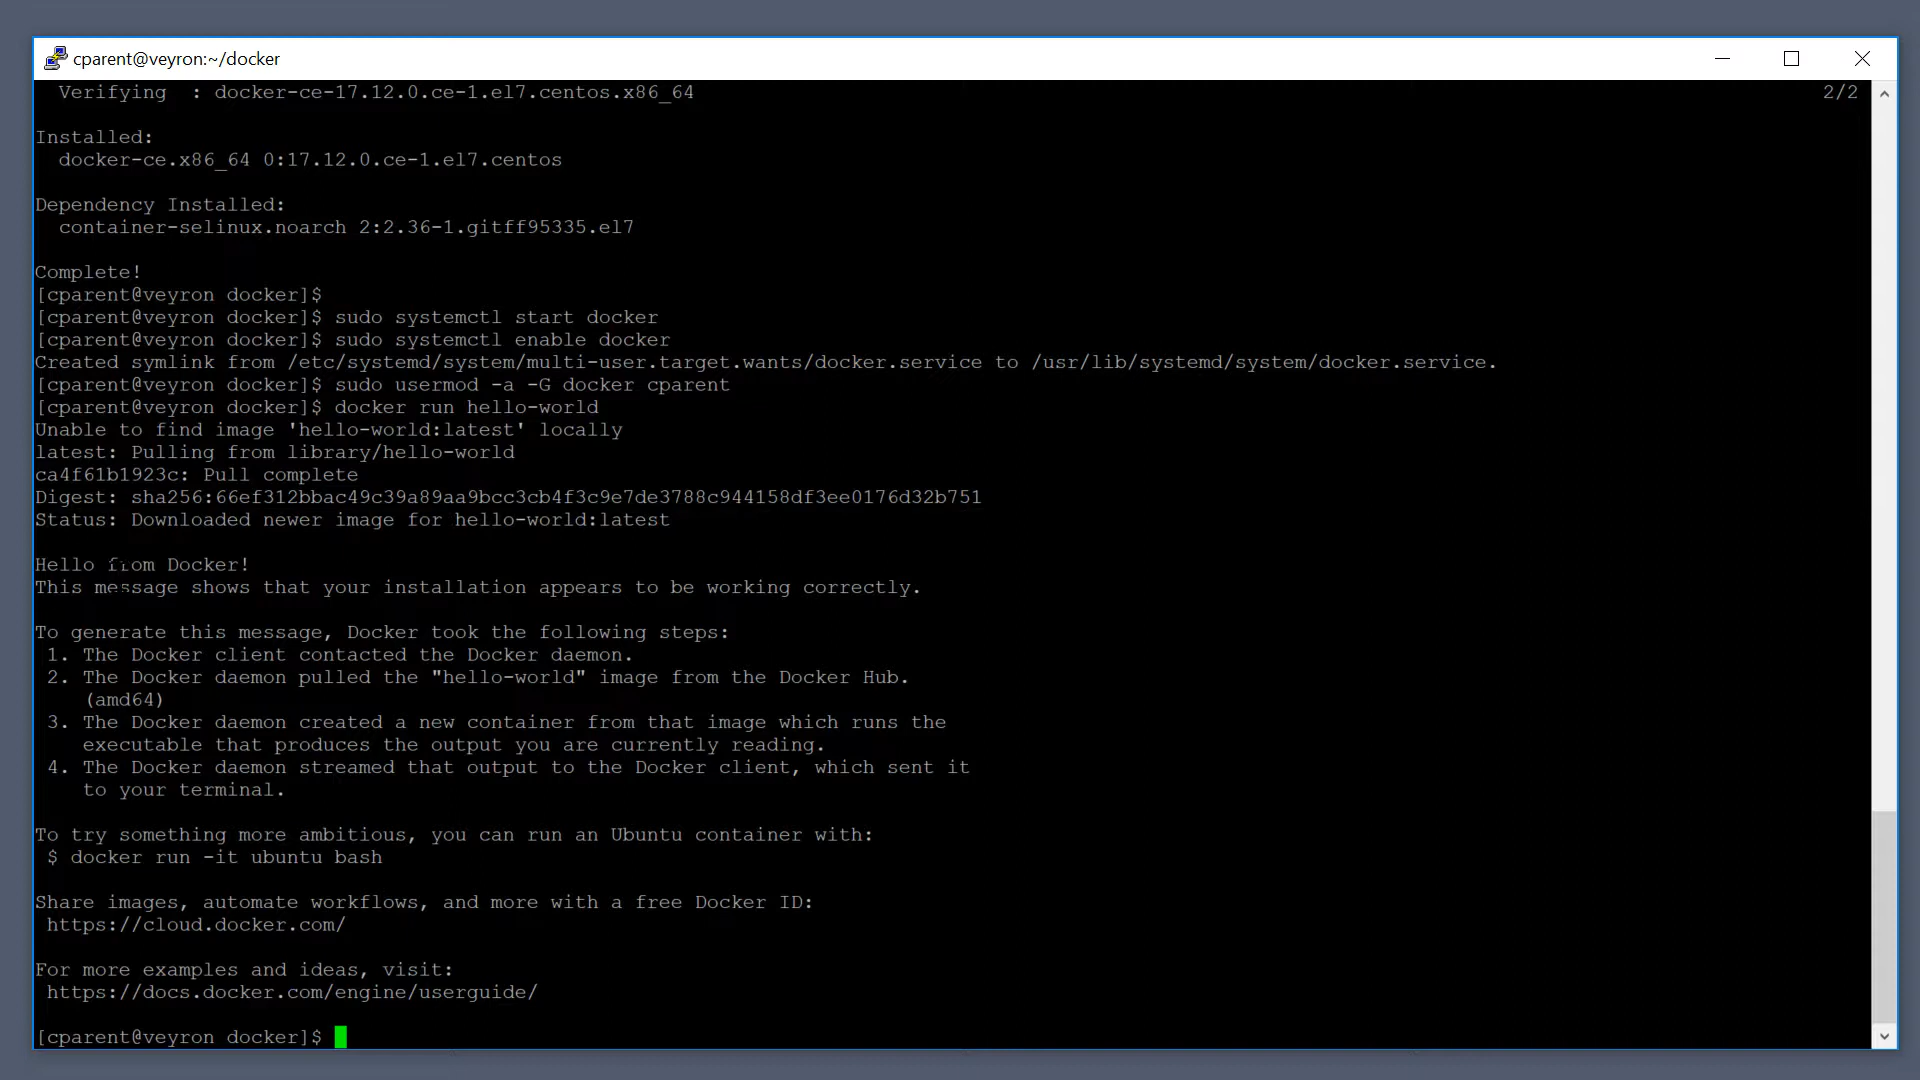 cparent@veyron:~/docker
  Verifying  : docker-ce-17.12.0.ce-1.el7.centos.x86_64 2/2
Installed:
  docker-ce.x86_64 0:17.12.0.ce-1.el7.centos
Dependency Installed:
  container-selinux.noarch 2:2.36-1.gitff95335.el7
Complete!
[cparent@veyron docker]$
[cparent@veyron docker]$ sudo systemctl start docker
[cparent@veyron docker]$ sudo systemctl enable docker
Created symlink from /etc/systemd/system/multi-user.target.wants/docker.service to /usr/lib/systemd/system/docker.service.
[cparent@veyron docker]$ sudo usermod -a -G docker cparent
[cparent@veyron docker]$ docker run hello-world
Unable to find image 'hello-world:latest' locally
latest: Pulling from library/hello-world
ca4f61b1923c: Pull complete
Digest: sha256:66ef312bbac49c39a89aa9bcc3cb4f3c9e7de3788c944158df3ee0176d32b751
Status: Downloaded newer image for hello-world:latest
Hello from Docker!
This message shows that your installation appears to be working correctly.
To generate this message, Docker took the following steps:
 1. The Docker client contacted the Docker daemon.
 2. The Docker daemon pulled the "hello-world" image from the Docker Hub.
    (amd64)
 3. The Docker daemon created a new container from that image which runs the
    executable that produces the output you are currently reading.
 4. The Docker daemon streamed that output to the Docker client, which sent it
    to your terminal.
To try something more ambitious, you can run an Ubuntu container with:
 $ docker run -it ubuntu bash
Share images, automate workflows, and more with a free Docker ID:
 https://cloud.docker.com/
For more examples and ideas, visit:
 https://docs.docker.com/engine/userguide/
[cparent@veyron docker]$